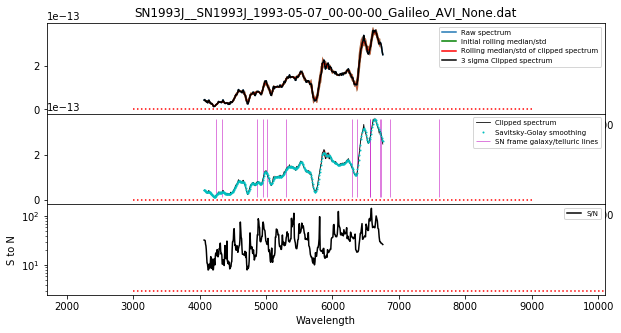 SN1993J__SN1993J_1993-05-07_00-00-00_Galileo_AVI_None.dat
1e−13
2
0
Raw spectrum
Initial rolling median/std
Rolling median/std of clipped spectrum
3 sigma Clipped spectrum
1e−13
2
0
Clipped spectrum
Savitsky-Golay smoothing
SN frame galaxy/telluric lines
S to N
10²
10¹
S/N
2000 3000 4000 5000 6000 7000 8000 9000 10000
Wavelength